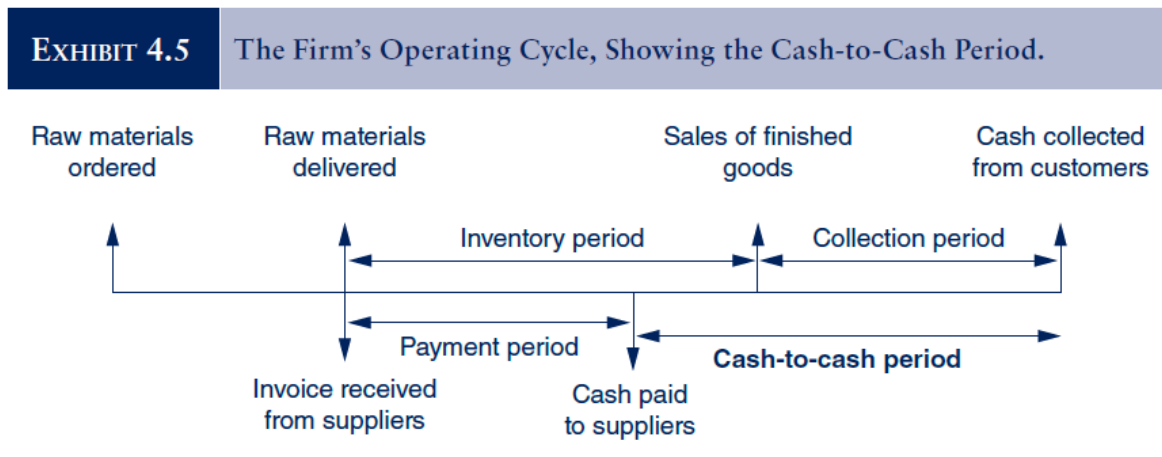 EXHIBIT 4.5
The Firm's Operating Cycle, Showing the Cash-to-Cash Period.
Raw materials
ordered
Raw materials
delivered
Sales of finished
goods
Cash collected
from customers
Inventory period
Collection period
Payment period
Cash-to-cash period
Invoice received
from suppliers
Cash paid
to suppliers